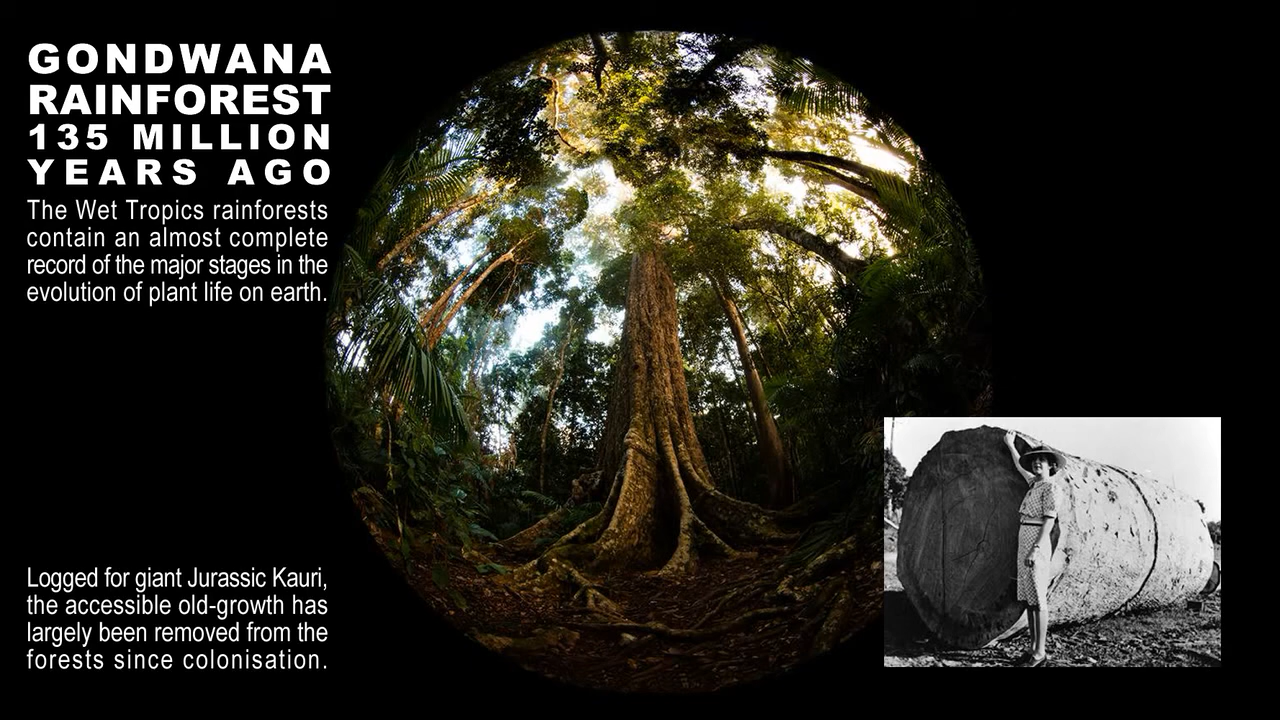 GONDWANA
RAINFOREST
135 MILLION
YEARS AGO
The Wet Tropics rainforests
contain an almost complete
record of the major stages in the
evolution of plant life on earth.
Logged for giant Jurassic Kauri,
the accessible old-growth has
largely been removed from the
forests since colonisation.